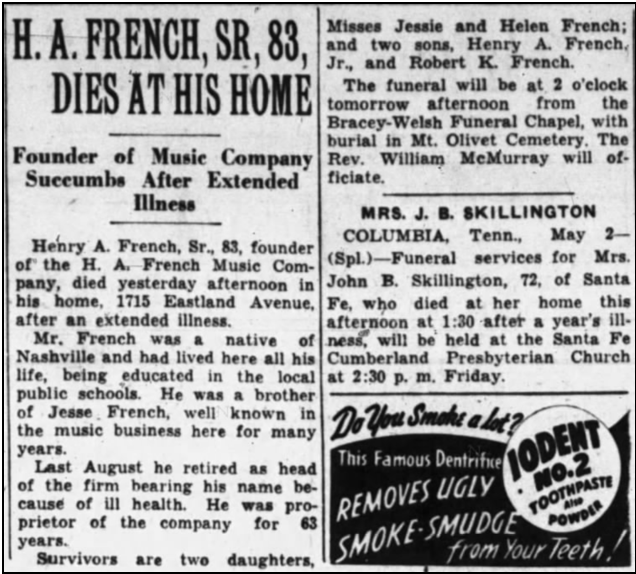 H. A. FRENCH, SR, 83,
DIES AT HIS HOME
Founder of Music Company
Succumbs After Extended
Illness
Henry A. French, Sr., 83, founder
of the H. A. French Music Com-
pany, died yesterday afternoon in
his home, 1715 Eastland Avenue,
after an extended illness.
Mr. French was a native of
Nashville and had lived here all his
life, being educated in the local
public schools. He was a brother
of Jesse French, well known in
the music business here for many
years.
Last August he retired as head
of the firm bearing his name be-
cause of ill health. He was pro-
prietor of the company for 63
years.
Survivors are two daughters,
Misses Jessie and Helen French;
and two sons, Henry A. French,
Jr., and Robert K. French.
The funeral will be at 2 o'clock
tomorrow afternoon from the
Bracey-Welsh Funeral Chapel, with
burial in Mt. Olivet Cemetery. The
Rev. William McMurray will of-
ficiate.
MRS. J. B. SKILLINGTON
COLUMBIA, Tenn., May 2—
(Spl.)—Funeral services for Mrs.
John B. Skillington, 72, of Santa
Fe, who died at her home this
afternoon at 1:30 after a year's ill-
ness, will be held at the Santa Fe
Cumberland Presbyterian Church
at 2:30 p. m. Friday.
Do You Smoke a lot?
This Famous Dentrifice
REMOVES UGLY
SMOKE-SMUDGE
from Your Teeth!
IODENT
NO. 2
TOOTHPASTE
ALSO
POWDER